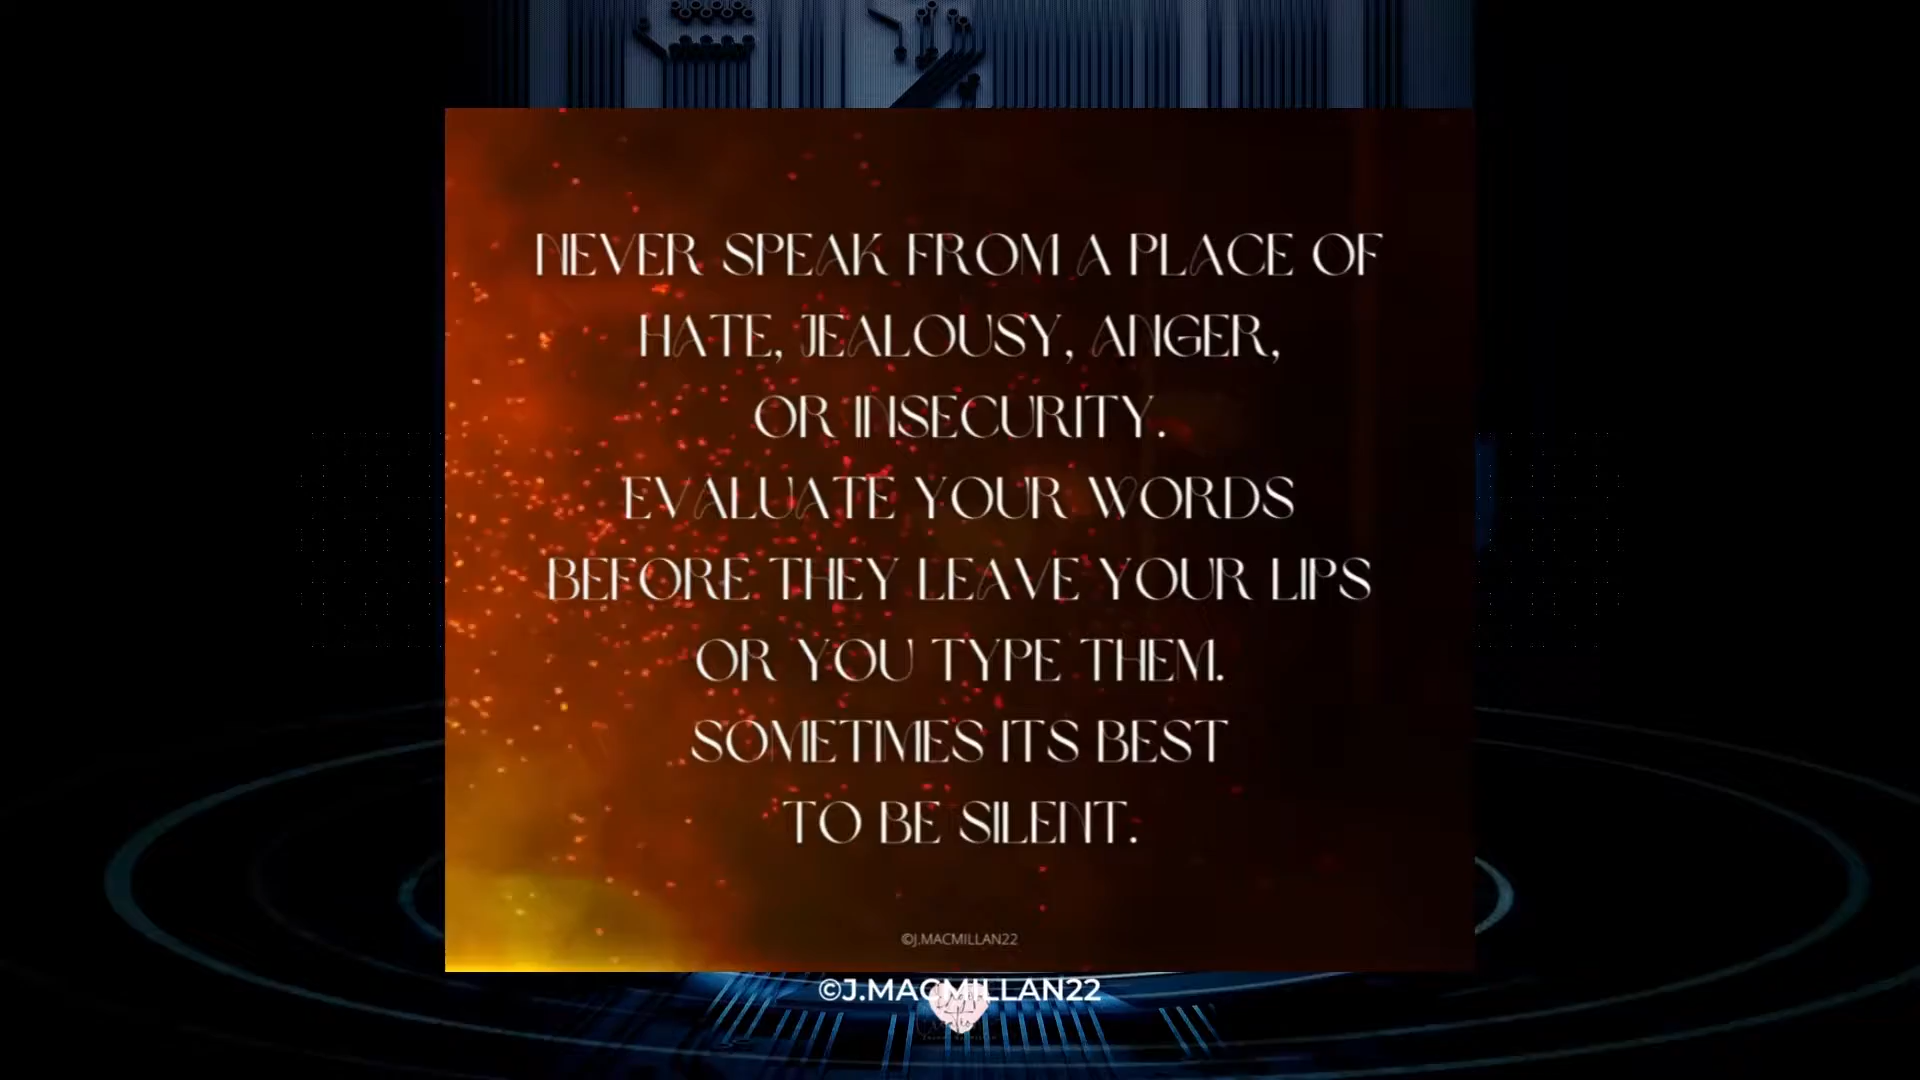 NEVER SPEAK FROM A PLACE OF
HATE, JEALOUSY, ANGER,
OR INSECURITY.
EVALUATE YOUR WORDS
BEFORE THEY LEAVE YOUR LIPS
OR YOU TYPE THEM.
SOMETIMES ITS BEST
TO BE SILENT.
©J.MACMILLAN22
©J.MACMILLAN22